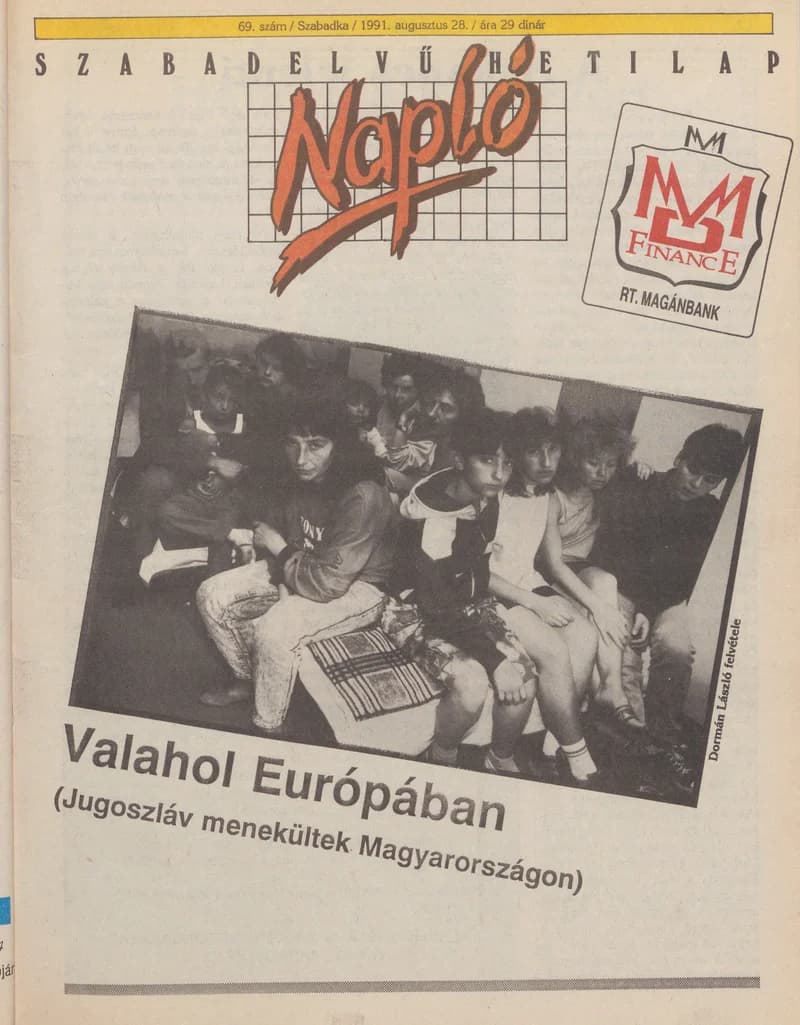 69. szám / Szabadka / 1991. augusztus 28. / ára 29 dinár
SZABADELVŰ HETILAP
Napló
MM
MDM
FINANCE
RT. MAGÁNBANK
Dormán László felvétele
Valahol Európában
(Jugoszláv menekültek Magyarországon)